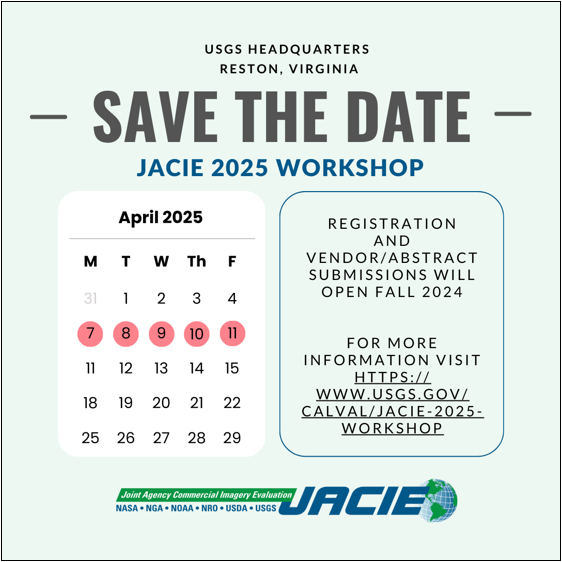 USGS HEADQUARTERS
RESTON, VIRGINIA
SAVE THE DATE
JACIE 2025 WORKSHOP
April 2025
M T W Th F
31 1 2 3 4
7 8 9 10 11
11 12 13 14 15
18 19 20 21 22
25 26 27 28 29
REGISTRATION
AND
VENDOR/ABSTRACT
SUBMISSIONS WILL
OPEN FALL 2024
FOR MORE
INFORMATION VISIT
HTTPS://
WWW.USGS.GOV/
CALVAL/JACIE-2025-
WORKSHOP
Joint Agency Commercial Imagery Evaluation
NASA • NGA • NOAA • NRO • USDA • USGS
JACIE